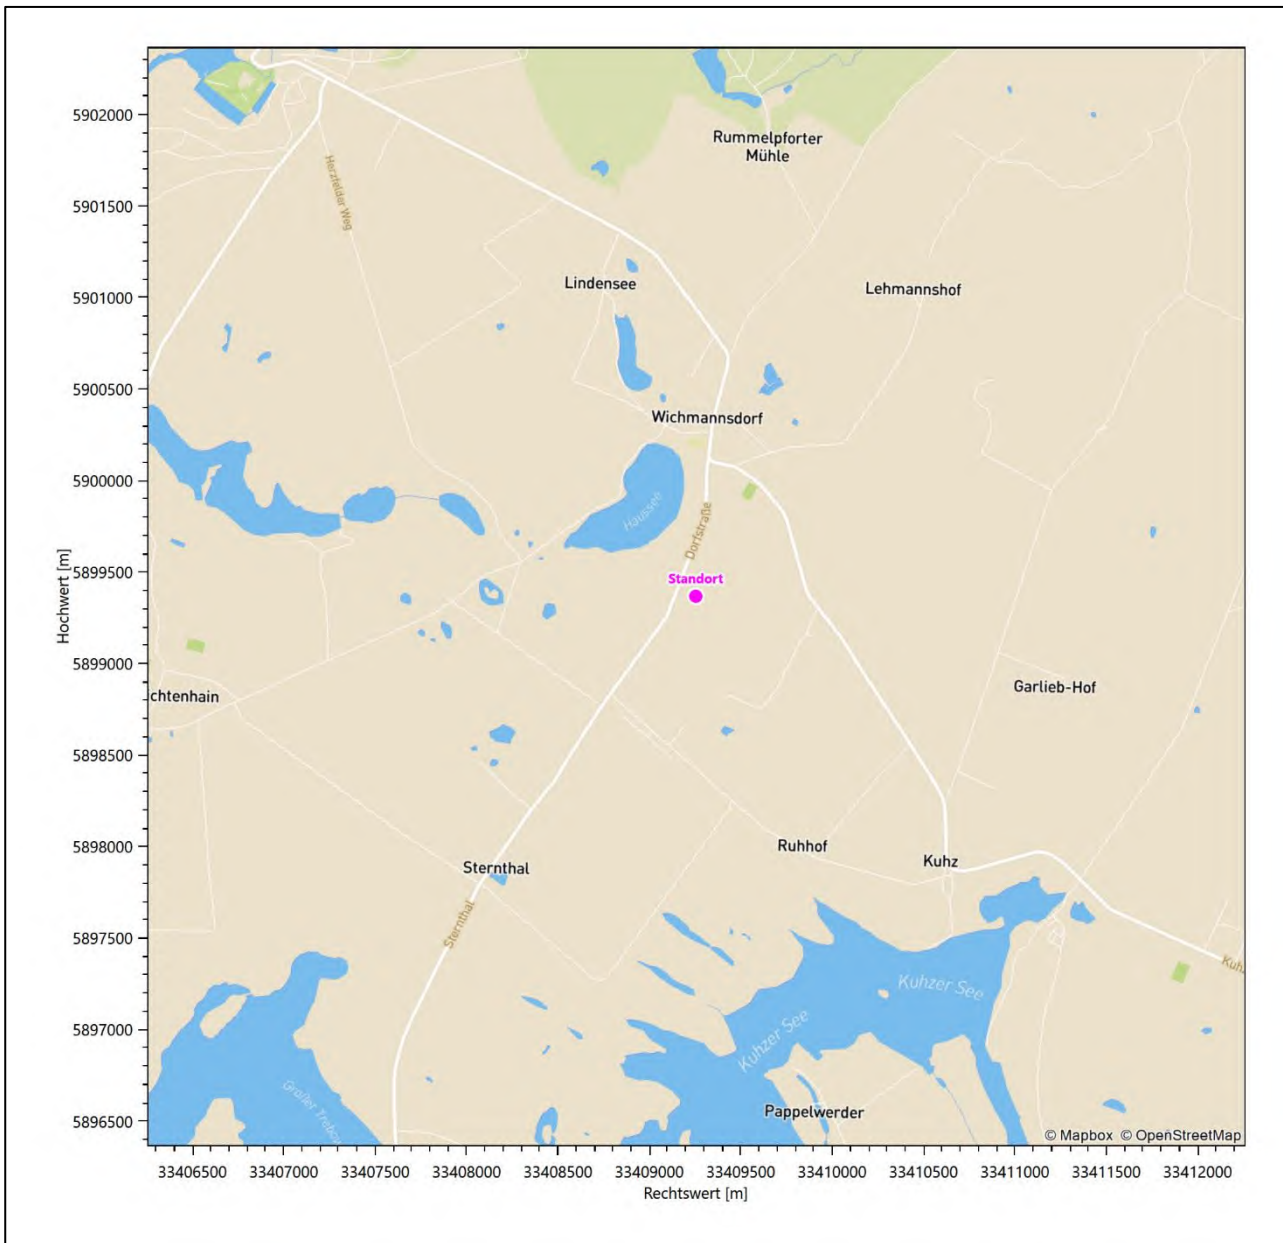 5902000
Rummelpforter
Mühle
Herzfelder Weg
5901500
Lindensee
Lehmannshof
5901000
5900500
Wichmannsdorf
5900000
Haussee
Dorfstraße
5899500
Standort
Hochwert [m]
5899000
Garlieb-Hof
chtenhain
5898500
5898000
Ruhhof
Kuhz
Sternthal
Sternthal
5897500
Kuhz
Kuhzer See
5897000
Kuhzer See
Großer Trebow
5896500
Pappelwerder
© Mapbox © OpenStreetMap
33406500 33407000 33407500 33408000 33408500 33409000 33409500 33410000 33410500 33411000 33411500 33412000
Rechtswert [m]